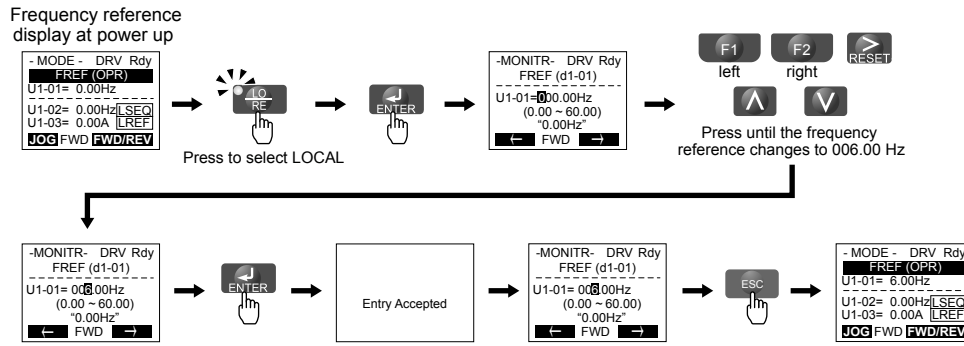 Frequency reference
display at power up
- MODE - DRV Rdy
FREF (OPR)
U1-01= 0.00Hz
U1-02= 0.00Hz LSEQ
U1-03= 0.00A LREF
JOG FWD FWD/REV
LO
RE
Press to select LOCAL
ENTER
-MONITR- DRV Rdy
FREF (d1-01)
U1-01=000.00Hz
(0.00 ~ 60.00)
“0.00Hz”
← FWD →
F1
left
F2
right
> RESET
∧ ∨
Press until the frequency
reference changes to 006.00 Hz
-MONITR- DRV Rdy
FREF (d1-01)
U1-01= 006.00Hz
(0.00 ~ 60.00)
“0.00Hz”
← FWD →
ENTER
Entry Accepted
-MONITR- DRV Rdy
FREF (d1-01)
U1-01= 006.00Hz
(0.00 ~ 60.00)
“0.00Hz”
← FWD →
ESC
- MODE - DRV Rdy
FREF (OPR)
U1-01= 6.00Hz
U1-02= 0.00Hz LSEQ
U1-03= 0.00A LREF
JOG FWD FWD/REV